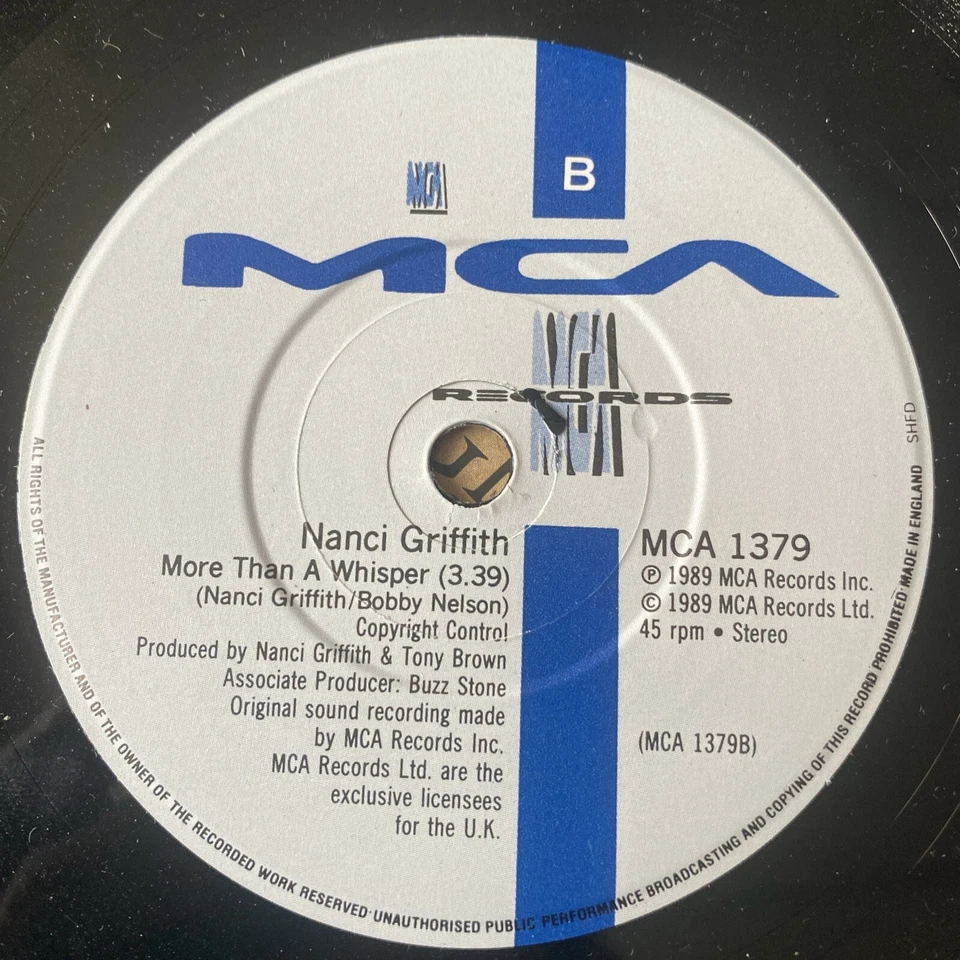 B
MCA
MCA
MCA
RECORDS
MCA
Nanci Griffith
More Than A Whisper (3.39)
(Nanci Griffith/Bobby Nelson)
Copyright Control
Produced by Nanci Griffith & Tony Brown
Associate Producer: Buzz Stone
Original sound recording made
by MCA Records Inc.
MCA Records Ltd. are the
exclusive licensees
for the U.K.
MCA 1379
℗ 1989 MCA Records Inc.
© 1989 MCA Records Ltd.
45 rpm • Stereo
(MCA 1379B)
ALL RIGHTS OF THE MANUFACTURER AND OF THE OWNER OF THE RECORDED WORK RESERVED·UNAUTHORISED PUBLIC PERFORMANCE BROADCASTING AND COPYING OF THIS RECORD PROHIBITED·MADE IN ENGLAND
SHFD